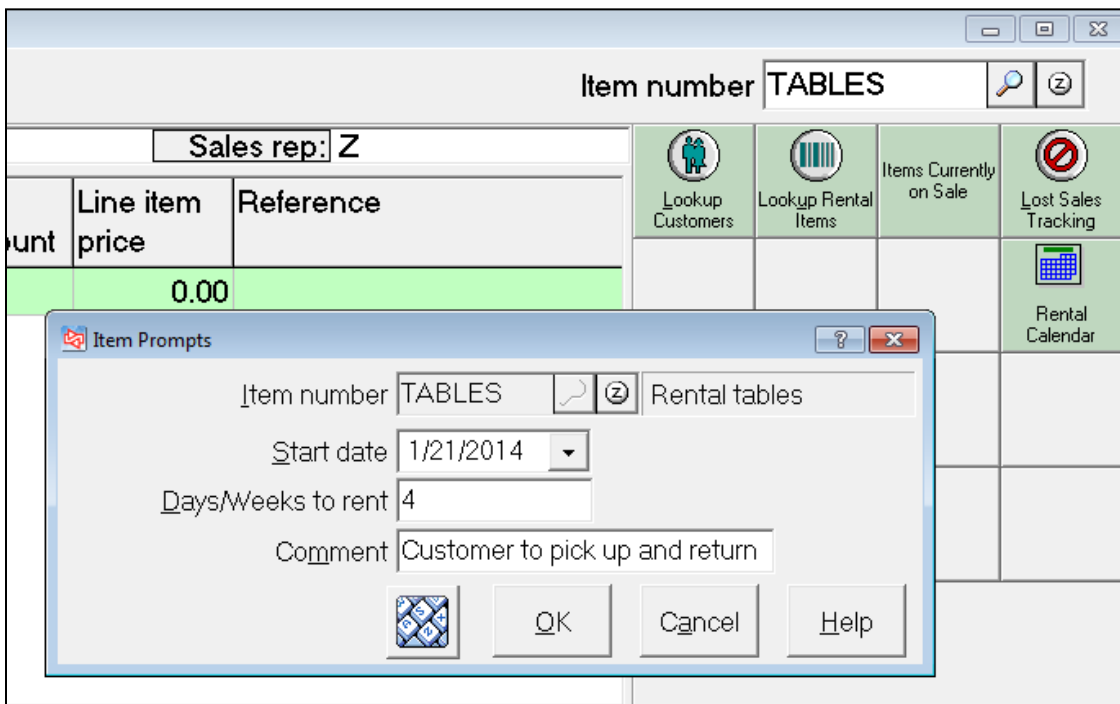 Item number TABLES
Sales rep: Z
Line item
price
Reference
0.00
Lookup
Customers
Lookup Rental
Items
Items Currently
on Sale
Lost Sales
Tracking
Rental
Calendar
Item Prompts
Item number TABLES Rental tables
Start date 1/21/2014
Days/Weeks to rent 4
Comment Customer to pick up and return
OK Cancel Help